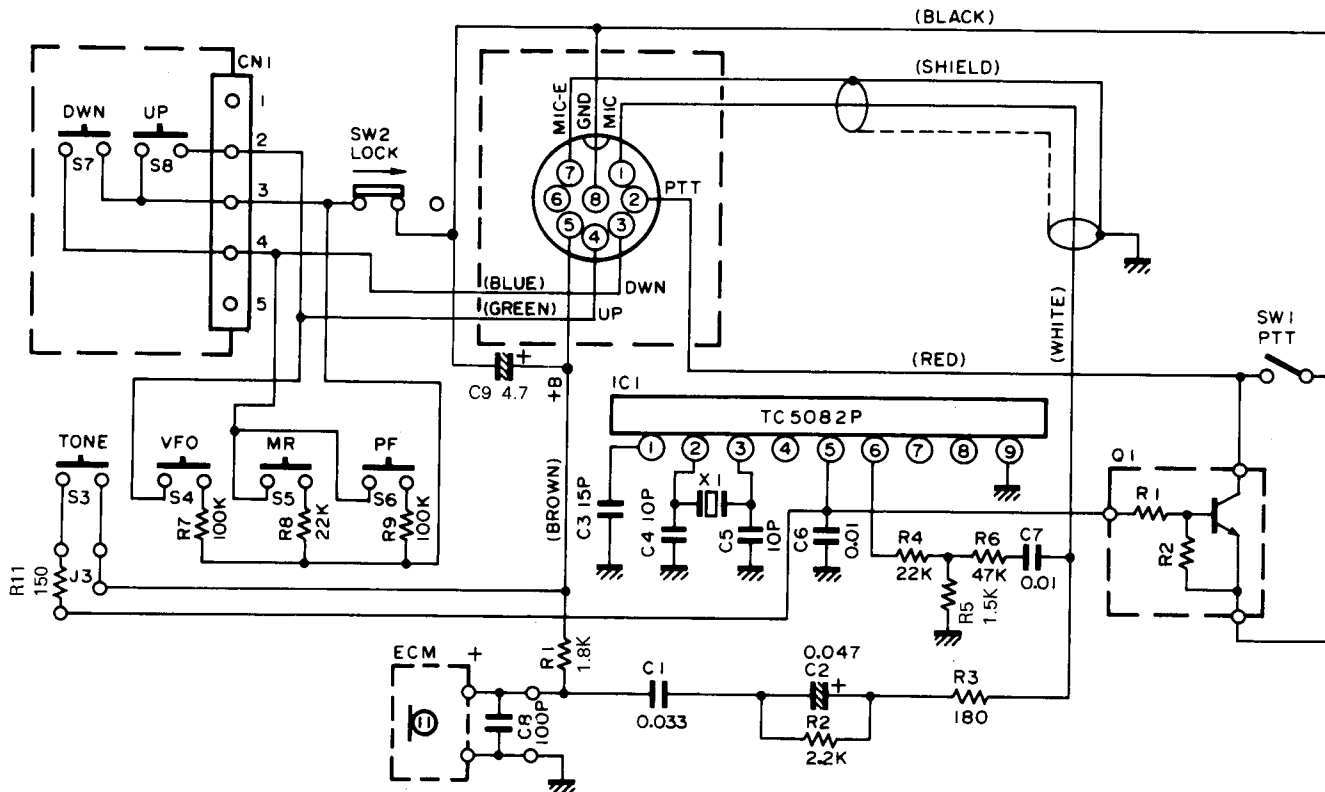 (BLACK)
CN1
DWN
UP
S7
S8
1
2
3
4
5
SW2
LOCK
MIC-E
GND
MIC
(SHIELD)
7
1
6
8
2
PTT
5
4
3
(BLUE)
DWN
(GREEN)
UP
(WHITE)
SW1
PTT
(RED)
C9 4.7
+
+B
IC1
TC5082P
1
2
3
4
5
6
7
8
9
TONE
VFO
MR
PF
S3
S4
S5
S6
R7
100K
R8
22K
R9
100K
(BROWN)
C3 15P
C4 10P
X1
C5
10P
C6
0.01
R4
22K
R6
47K
C7
0.01
R5
1.5K
Q1
R1
R2
R11
150
J3
ECM
+
R1
1.8K
C8
100P
C1
0.033
0.047
C2
+
R2
2.2K
R3
180